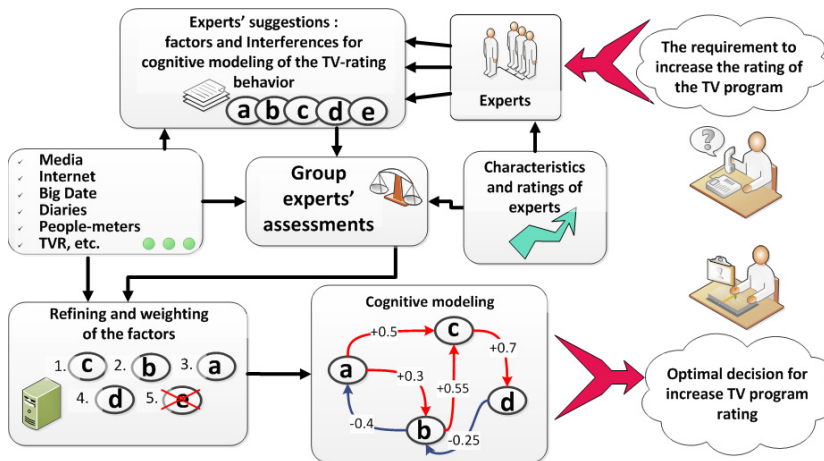 Experts' suggestions :
factors and Interferences for
cognitive modeling of the TV-rating
behavior
a b c d e
Experts
The requirement to
increase the rating of
the TV program
?
✓ Media
✓ Internet
✓ Big Date
✓ Diaries
✓ People-meters
✓ TVR, etc.
Group
experts'
assessments
Characteristics
and ratings of
experts
Refining and weighting
of the factors
1. c 2. b 3. a
4. d 5. e
Cognitive modeling
a
b
c
d
+0.5
+0.3
+0.7
+0.55
-0.4
-0.25
Optimal decision for
increase TV program
rating